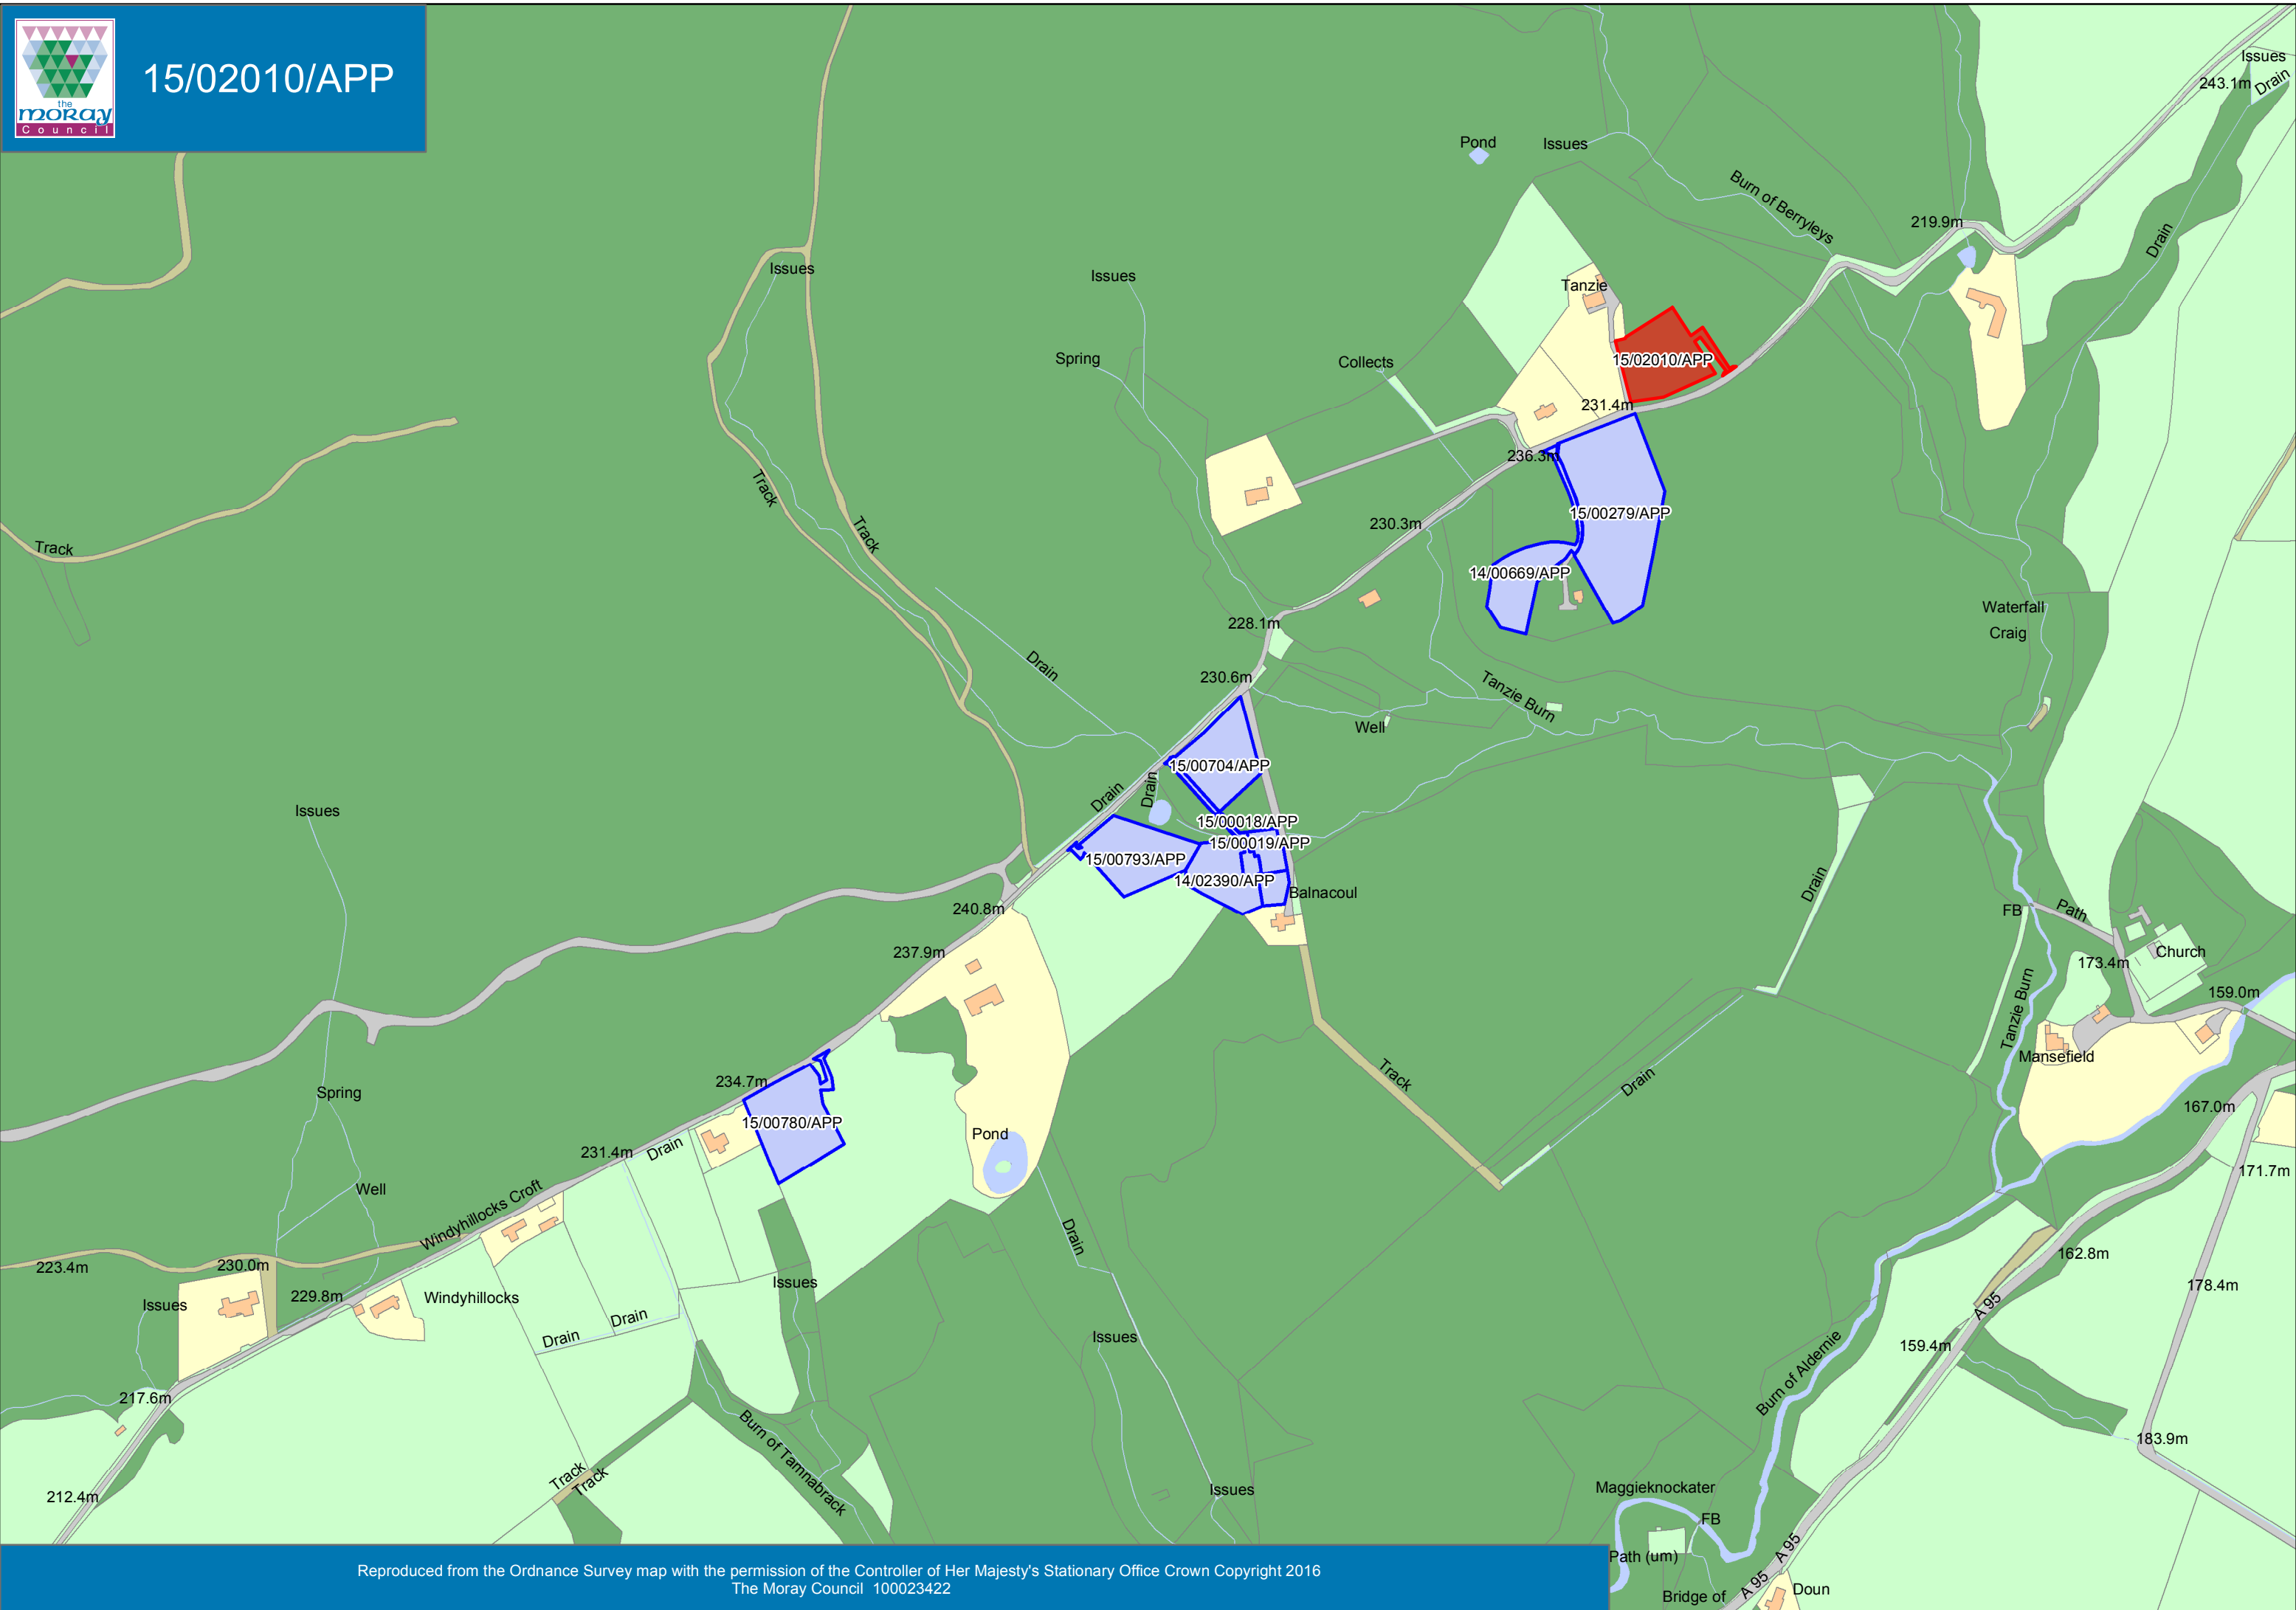 15/02010/APP
the
moray
Council
Issues
243.1m
Drain
Pond
Issues
Burn of Berryleys
219.9m
Drain
Issues
Issues
Tanzie
Spring
Collects
15/02010/APP
231.4m
236.3m
Track
Track
Track
230.3m
15/00279/APP
14/00669/APP
Waterfall
Craig
228.1m
Drain
230.6m
Tanzie Burn
Well
15/00704/APP
Drain
Drain
Issues
15/00018/APP
15/00019/APP
15/00793/APP
14/02390/APP
Balnacoul
Drain
240.8m
FB
Path
237.9m
Church
173.4m
159.0m
Tanzie Burn
Mansefield
234.7m
Track
Drain
Spring
167.0m
15/00780/APP
Pond
231.4m
Drain
171.7m
Well
Windyhillocks Croft
Drain
223.4m
230.0m
162.8m
Issues
178.4m
229.8m
Windyhillocks
Issues
A 95
Drain
Drain
Issues
159.4m
Burn of Aldernie
217.6m
183.9m
Burn of Tamnabrack
Track
Track
Issues
Maggieknockater
212.4m
FB
A 95
Path (um)
A 95
Doun
Bridge of
Reproduced from the Ordnance Survey map with the permission of the Controller of Her Majesty's Stationary Office Crown Copyright 2016
The Moray Council 100023422